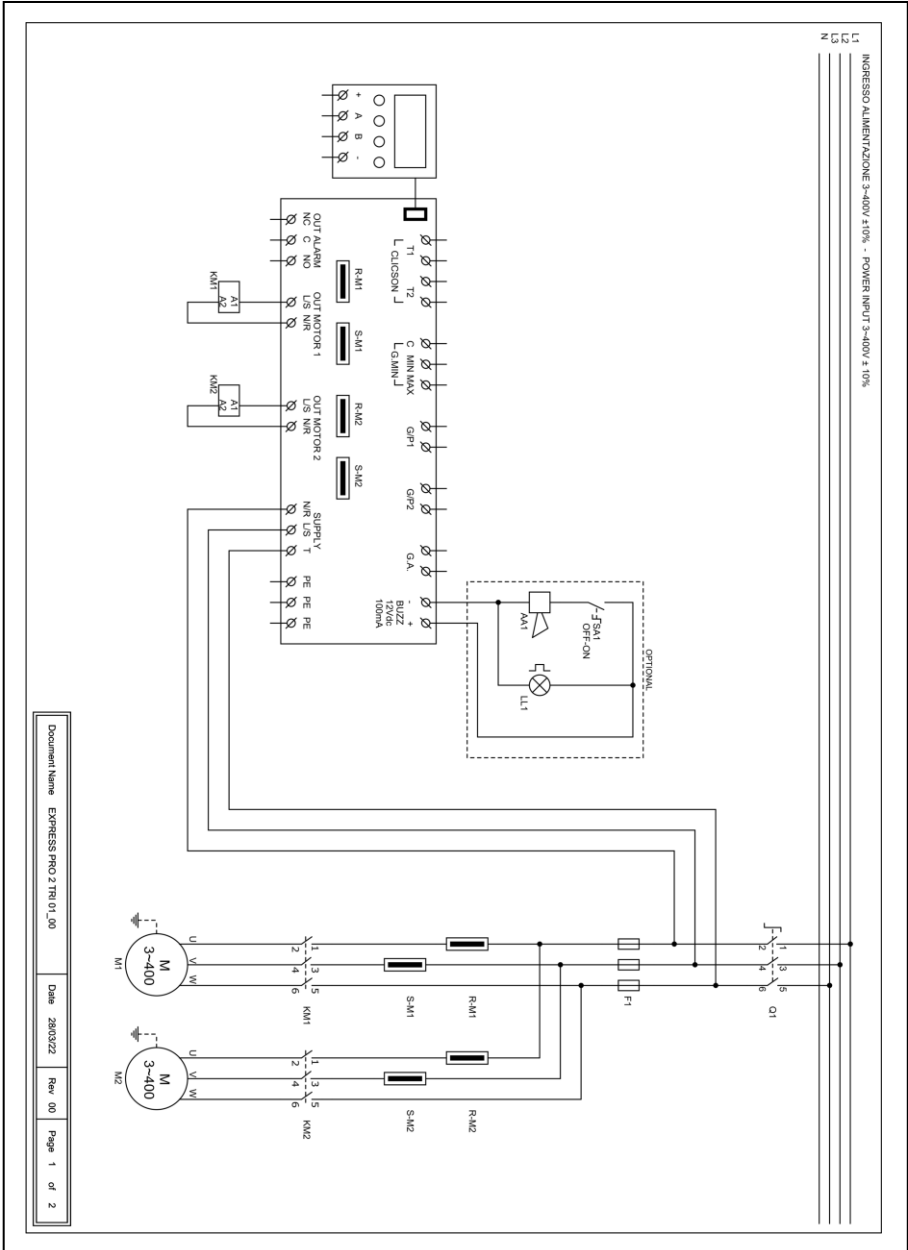 INGRESSO ALIMENTAZIONE 3~400V ±10% - POWER INPUT 3~400V ± 10%
L1
L2
L3
N
+ A B -
T1 T2
CLICSON
C MIN MAX
G.MIN
G/P1
G/P2
G.A.
- +
BUZZ
12Vdc
100mA
R-M1 S-M1 R-M2 S-M2
OUT ALARM
NC C NO
OUT MOTOR 1
L/S N/R
OUT MOTOR 2
L/S N/R
SUPPLY
N/R L/S T
PE PE PE
KM1
A1
A2
KM2
A1
A2
OPTIONAL
SA1
OFF-ON
AA1
LL1
Q1
1 3 5
2 4 6
F1
R-M1
S-M1
KM1
1 3 5
2 4 6
U V W
M
3~400
M1
R-M2
S-M2
KM2
1 3 5
2 4 6
U V W
M
3~400
M2
Document Name EXPRESS PRO 2 TRI 01_00 Date 28/03/22 Rev 00 Page 1 of 2